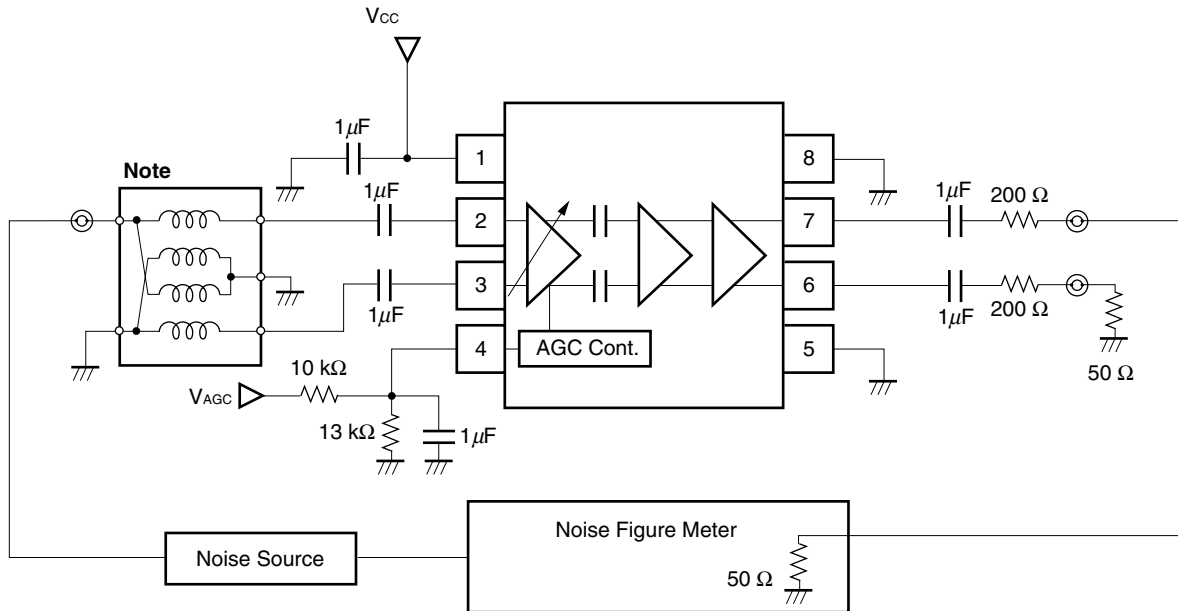 VCC
1μF
Note
1μF
1μF
1
2
3
4
8
7
6
5
AGC Cont.
1μF
200 Ω
1μF
200 Ω
50 Ω
10 kΩ
VAGC
13 kΩ
1μF
Noise Source
Noise Figure Meter
50 Ω